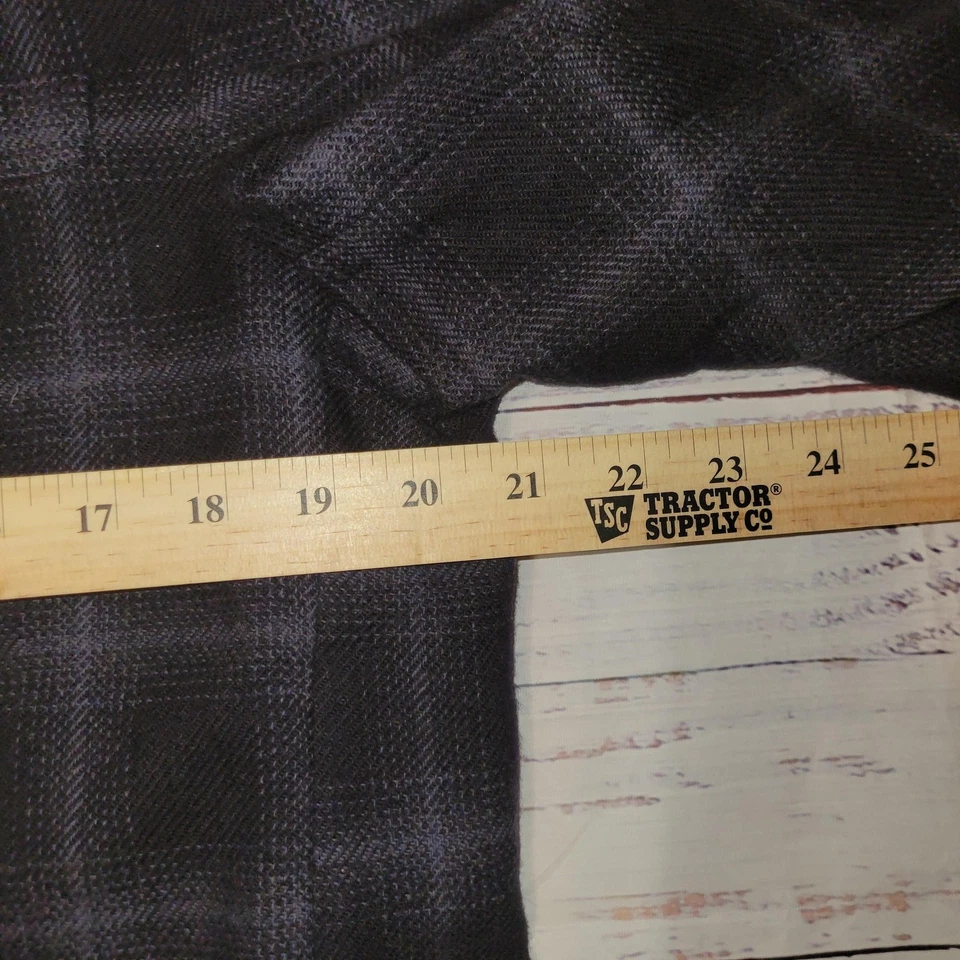 17 18 19 20 21 22 23 24 25
TSC TRACTOR®
SUPPLY Cº